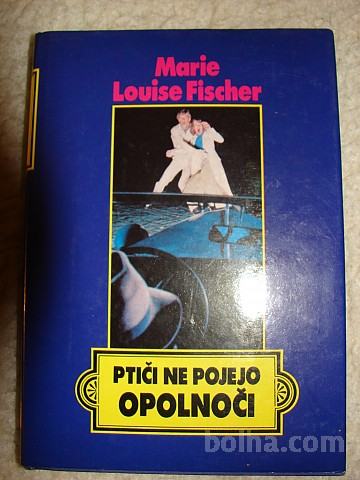 Marie
Louise Fischer
PTIČI NE POJEJO
OPOLNOČI
bolha.com